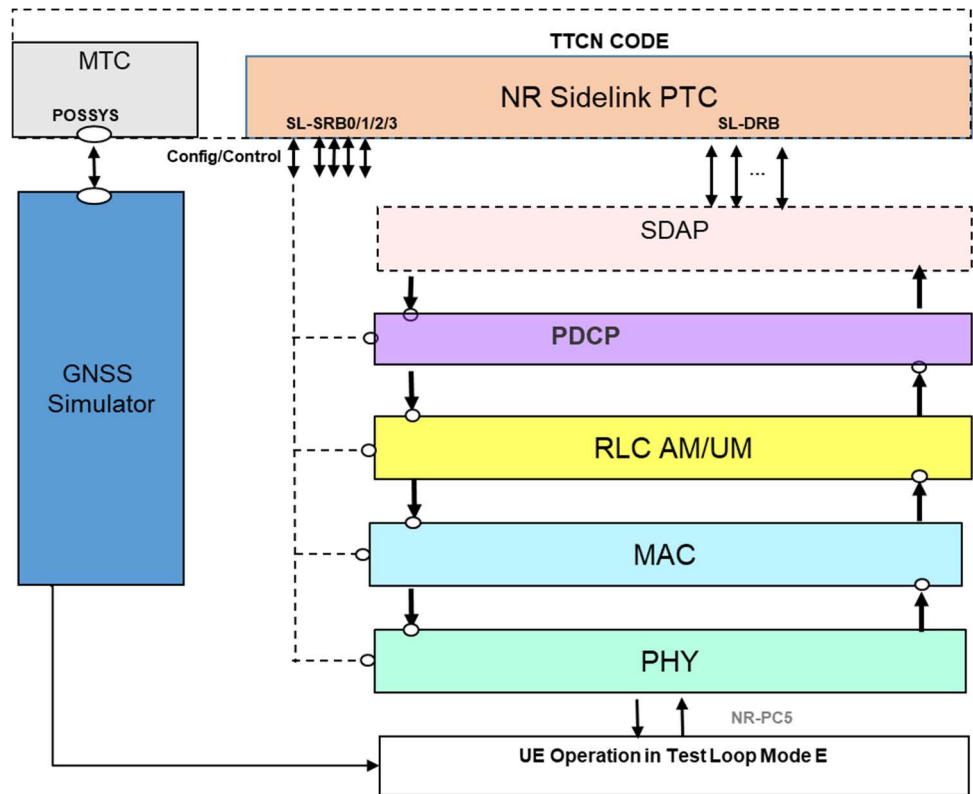 TTCN CODE
MTC
NR Sidelink PTC
POSSYS
SL-SRB0/1/2/3
SL-DRB
Config/Control
...
SDAP
PDCP
GNSS
Simulator
RLC AM/UM
MAC
PHY
NR-PC5
UE Operation in Test Loop Mode E